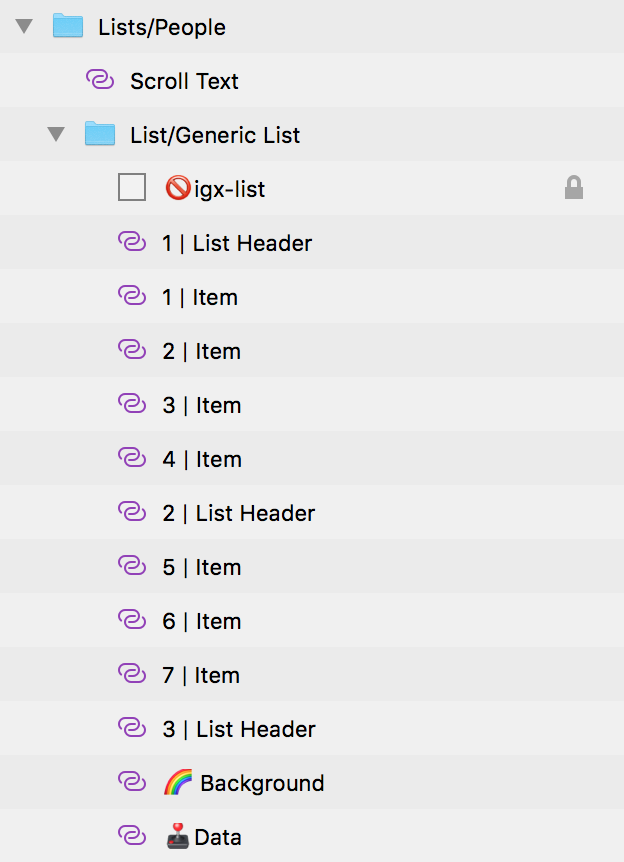 Lists/People
Scroll Text
List/Generic List
🚫igx-list
1 | List Header
1 | Item
2 | Item
3 | Item
4 | Item
2 | List Header
5 | Item
6 | Item
7 | Item
3 | List Header
🌈 Background
🕹Data